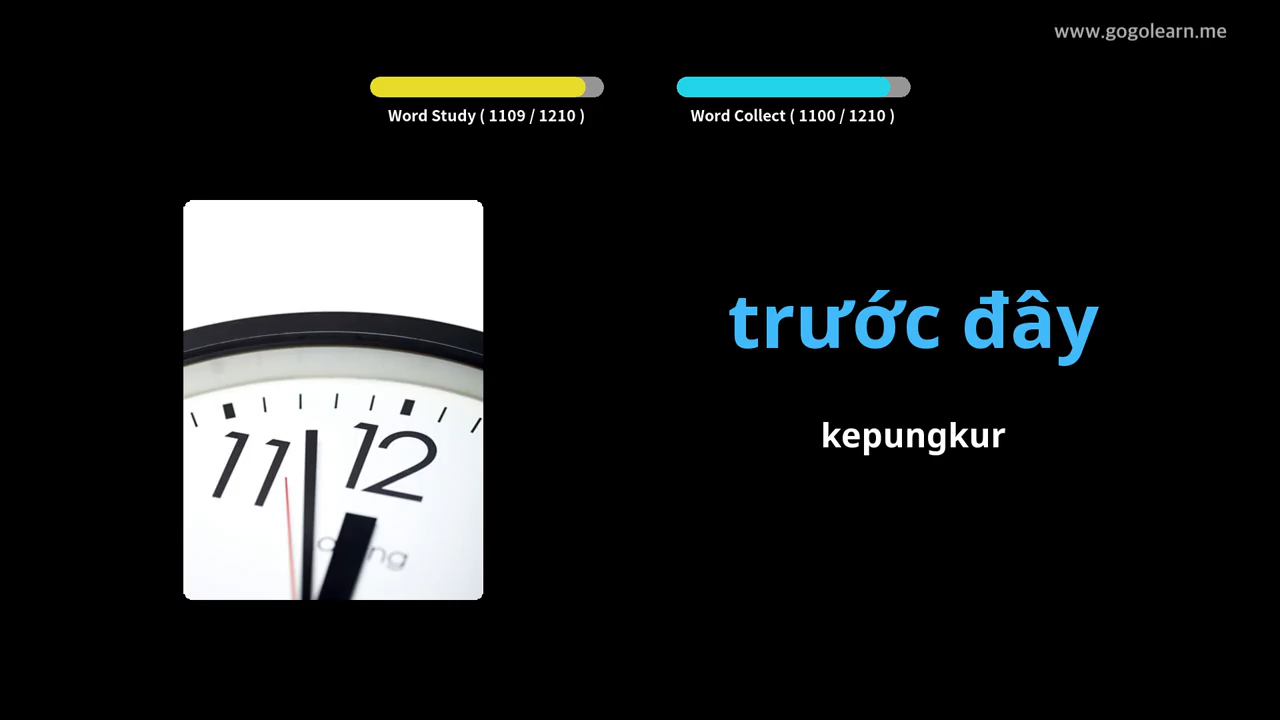 www.gogolearn.me
Word Study ( 1109 / 1210 )
Word Collect ( 1100 / 1210 )
11 12
trước đây
kepungkur